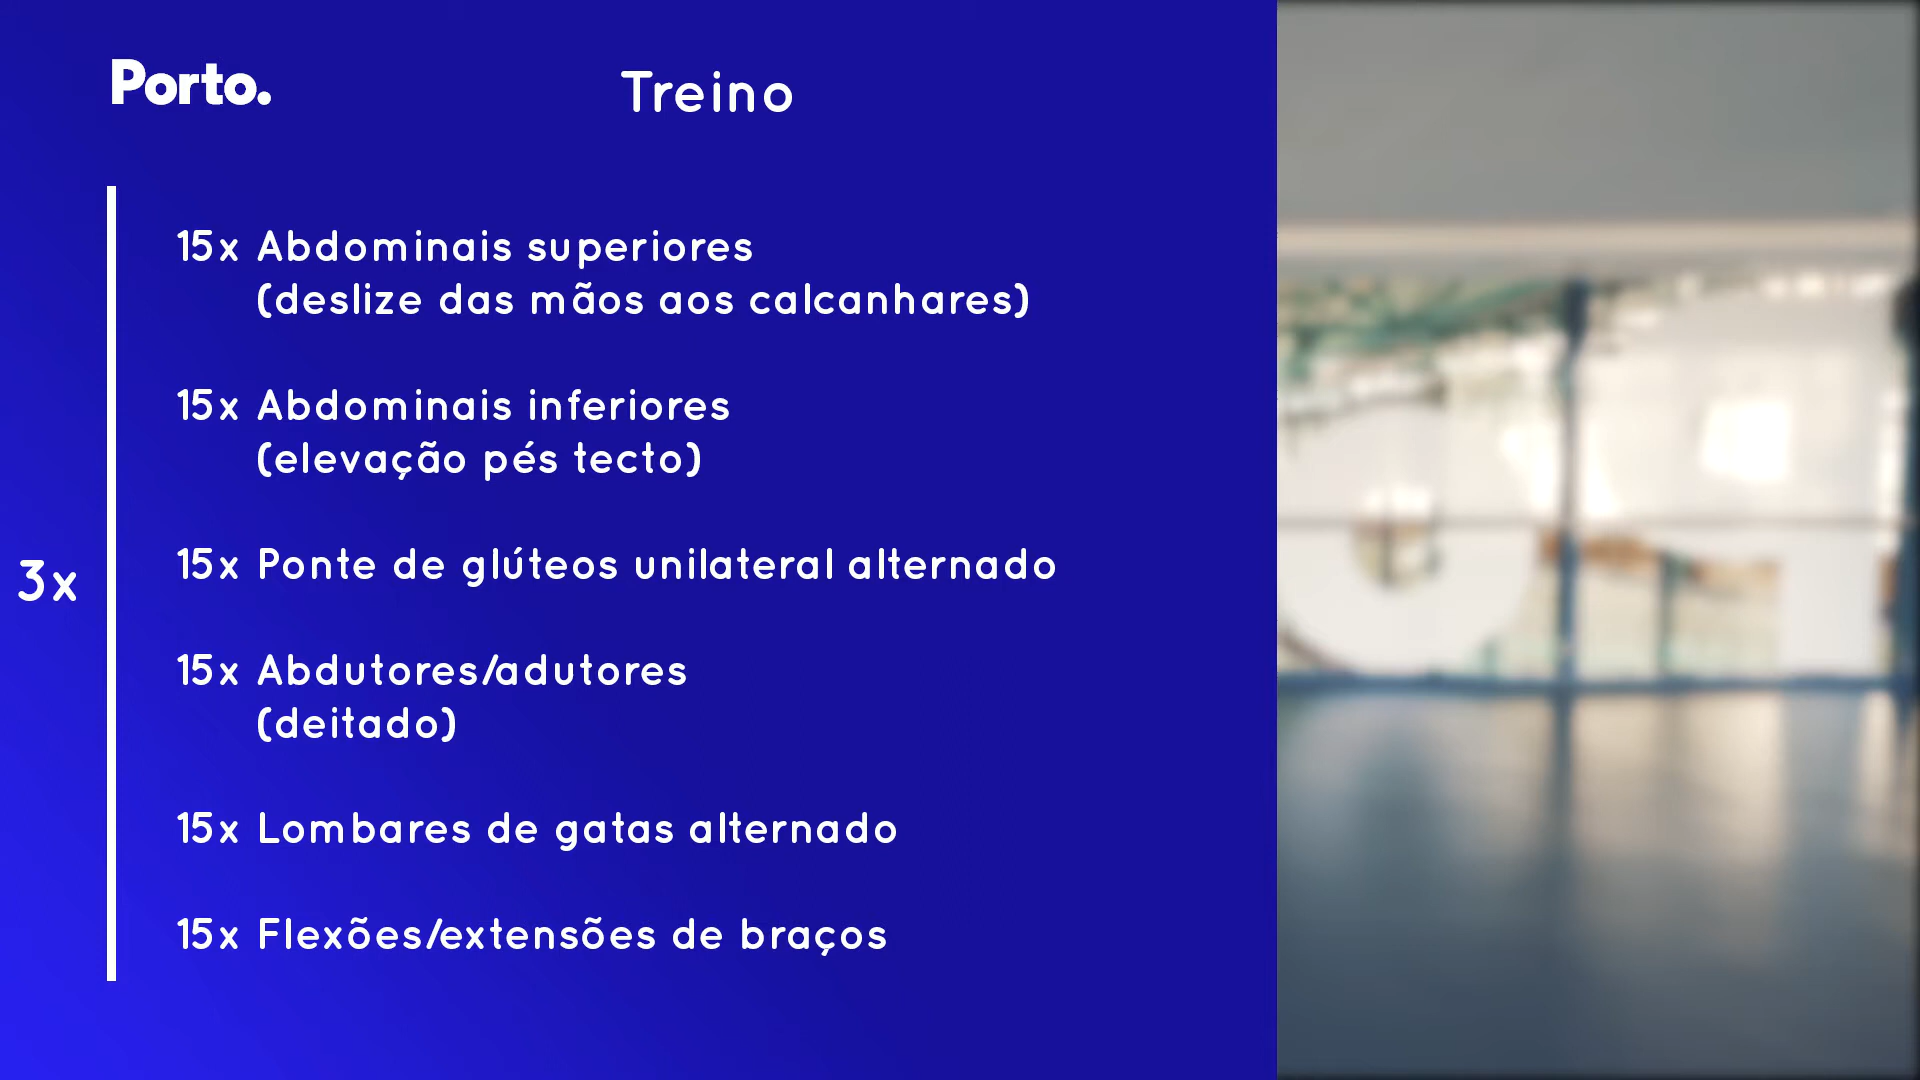 Porto.
Treino
15x Abdominais superiores
(deslize das mãos aos calcanhares)
15x Abdominais inferiores
(elevação pés tecto)
15x Ponte de glúteos unilateral alternado
3x
15x Abdutores/adutores
(deitado)
15x Lombares de gatas alternado
15x Flexões/extensões de braços